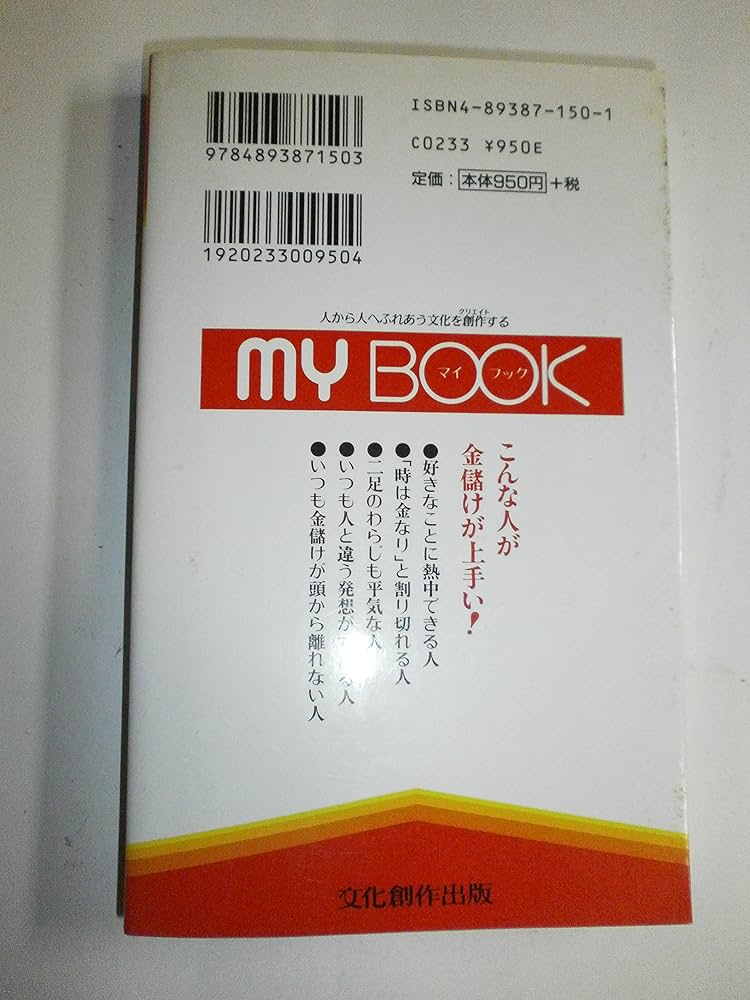 ISBN4-89387-150-1
9784893871503
C0233 ¥950E
定価：本体950円＋税
1920233009504
人から人へふれあう文化を創作する
クリエイト
MY BOOK
マイ ブック
こんな人が
金儲けが上手い！
●好きなことに熱中できる人
●「時は金なり」と割り切れる人
●二足のわらじも平気な人
●いつも人と違う発想が る人
●いつも金儲けが頭から離れない人
文化創作出版